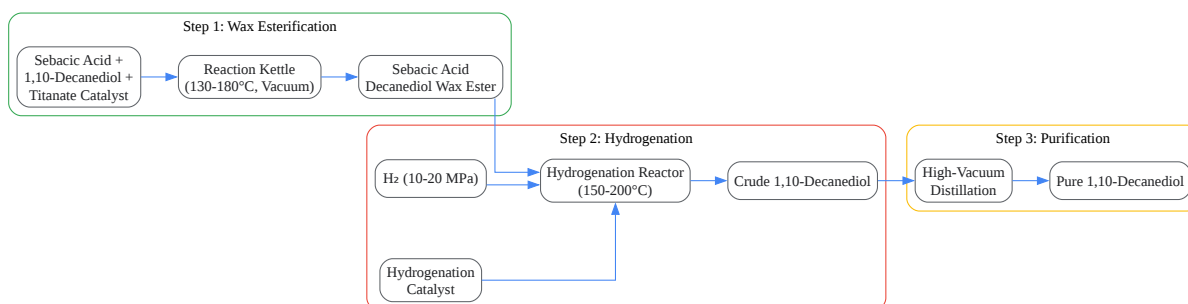 Step 1: Wax Esterification
Sebacic Acid +
1,10-Decanediol +
Titanate Catalyst
Reaction Kettle
(130-180°C, Vacuum)
Sebacic Acid
Decanediol Wax Ester
Step 2: Hydrogenation
H₂ (10-20 MPa)
Hydrogenation Reactor
(150-200°C)
Crude 1,10-Decanediol
Hydrogenation
Catalyst
Step 3: Purification
High-Vacuum
Distillation
Pure 1,10-Decanediol